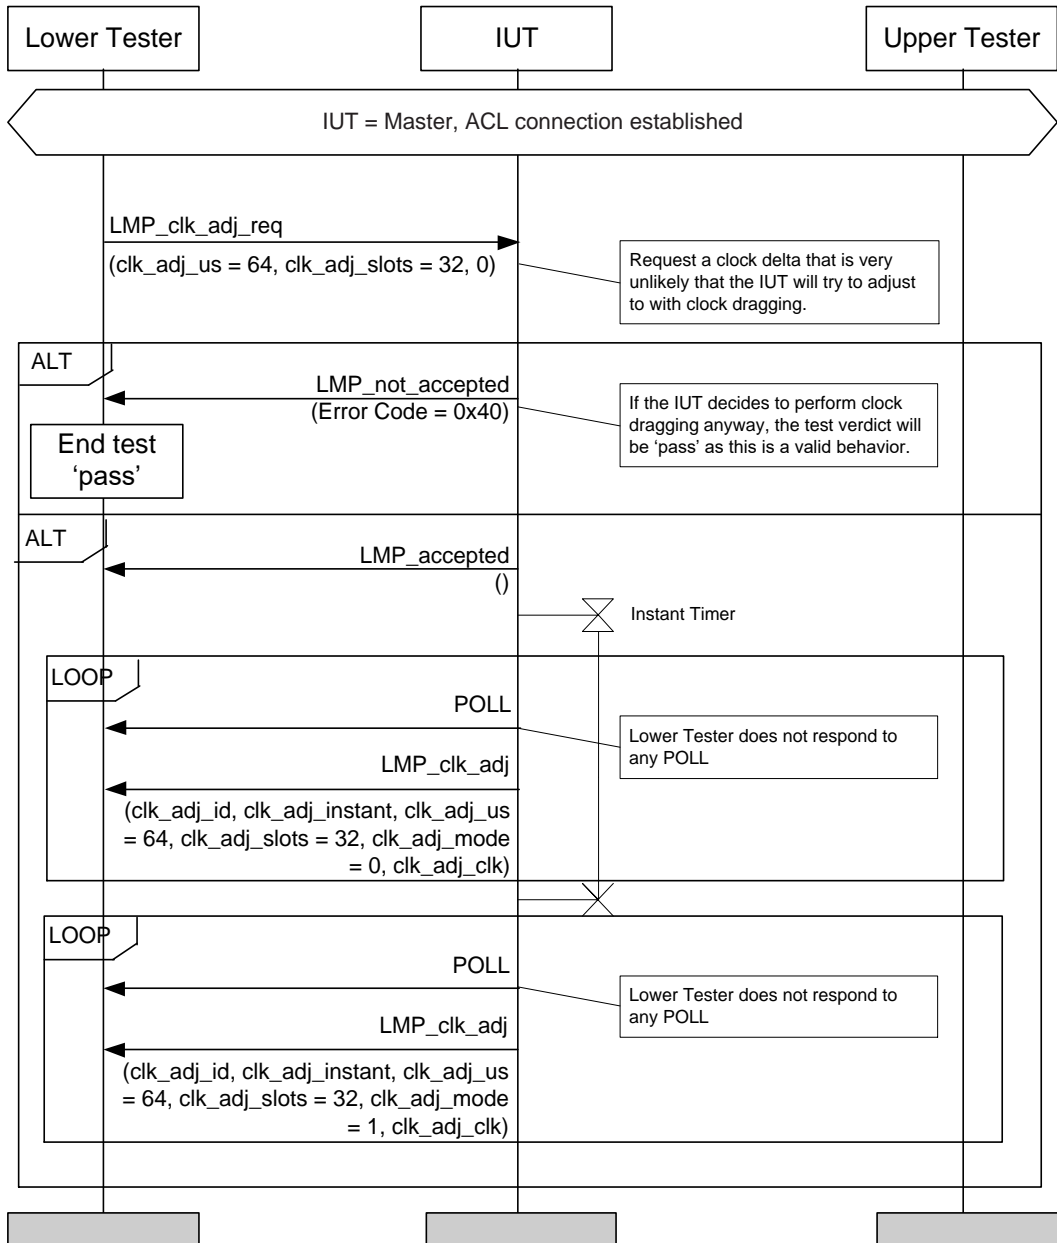 Lower Tester
IUT
Upper Tester
IUT = Master, ACL connection established
LMP_clk_adj_req
(clk_adj_us = 64, clk_adj_slots = 32, 0)
Request a clock delta that is very
unlikely that the IUT will try to adjust
to with clock dragging.
ALT
LMP_not_accepted
(Error Code = 0x40)
If the IUT decides to perform clock
dragging anyway, the test verdict will
be ‘pass’ as this is a valid behavior.
End test
‘pass’
ALT
LMP_accepted
()
Instant Timer
LOOP
POLL
Lower Tester does not respond to
any POLL
LMP_clk_adj
(clk_adj_id, clk_adj_instant, clk_adj_us
= 64, clk_adj_slots = 32, clk_adj_mode
= 0, clk_adj_clk)
LOOP
POLL
Lower Tester does not respond to
any POLL
LMP_clk_adj
(clk_adj_id, clk_adj_instant, clk_adj_us
= 64, clk_adj_slots = 32, clk_adj_mode
= 1, clk_adj_clk)